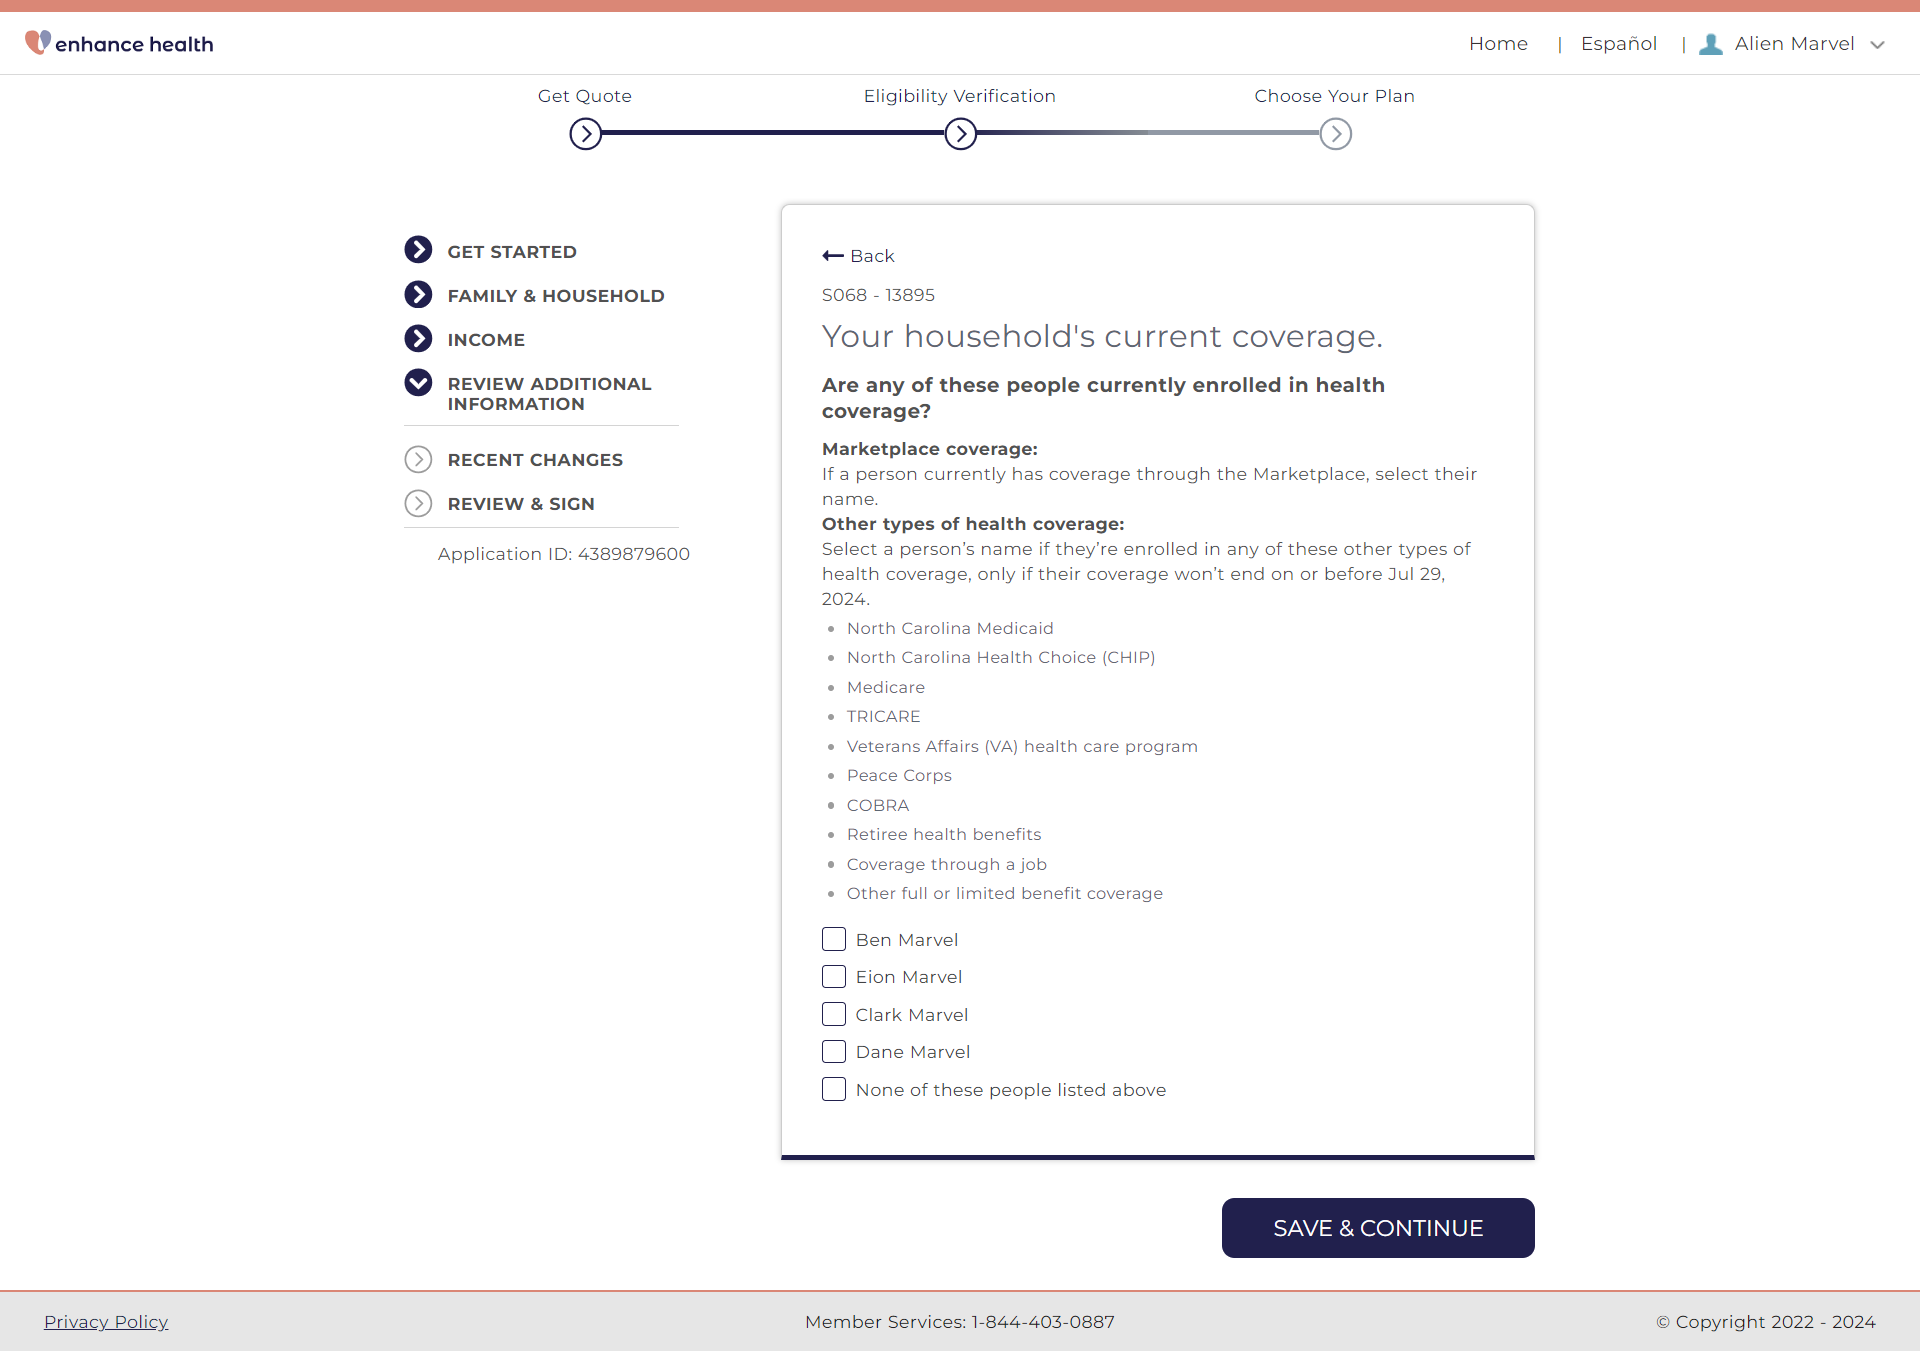 enhance health
Home | Español | Alien Marvel
Get Quote
Eligibility Verification
Choose Your Plan
GET STARTED
FAMILY & HOUSEHOLD
INCOME
REVIEW ADDITIONAL
INFORMATION
RECENT CHANGES
REVIEW & SIGN
Application ID: 4389879600
Back
S068 - 13895
Your household's current coverage.
Are any of these people currently enrolled in health
coverage?
Marketplace coverage:
If a person currently has coverage through the Marketplace, select their
name.
Other types of health coverage:
Select a person’s name if they’re enrolled in any of these other types of
health coverage, only if their coverage won’t end on or before Jul 29,
2024.
• North Carolina Medicaid
• North Carolina Health Choice (CHIP)
• Medicare
• TRICARE
• Veterans Affairs (VA) health care program
• Peace Corps
• COBRA
• Retiree health benefits
• Coverage through a job
• Other full or limited benefit coverage
Ben Marvel
Eion Marvel
Clark Marvel
Dane Marvel
None of these people listed above
SAVE & CONTINUE
Privacy Policy
Member Services: 1-844-403-0887
© Copyright 2022 - 2024